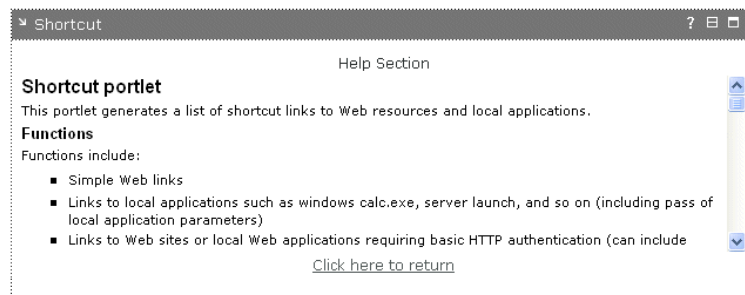 Shortcut ?
Help Section
Shortcut portlet
This portlet generates a list of shortcut links to Web resources and local applications.
Functions
Functions include:
Simple Web links
Links to local applications such as windows calc.exe, server launch, and so on (including pass of
local application parameters)
Links to Web sites or local Web applications requiring basic HTTP authentication (can include
Click here to return